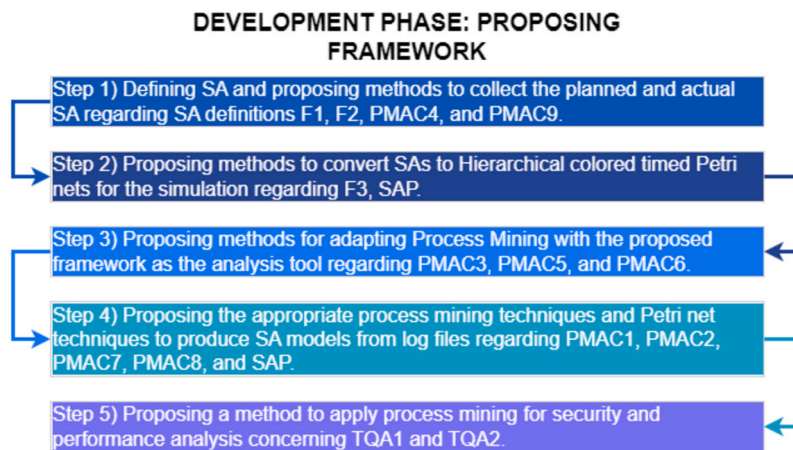 DEVELOPMENT PHASE: PROPOSING
FRAMEWORK
Step 1) Defining SA and proposing methods to collect the planned and actual
SA regarding SA definitions F1, F2, PMAC4, and PMAC9.
Step 2) Proposing methods to convert SAs to Hierarchical colored timed Petri
nets for the simulation regarding F3, SAP.
Step 3) Proposing methods for adapting Process Mining with the proposed
framework as the analysis tool regarding PMAC3, PMAC5, and PMAC6.
Step 4) Proposing the appropriate process mining techniques and Petri net
techniques to produce SA models from log files regarding PMAC1, PMAC2,
PMAC7, PMAC8, and SAP.
Step 5) Proposing a method to apply process mining for security and
performance analysis concerning TQA1 and TQA2.